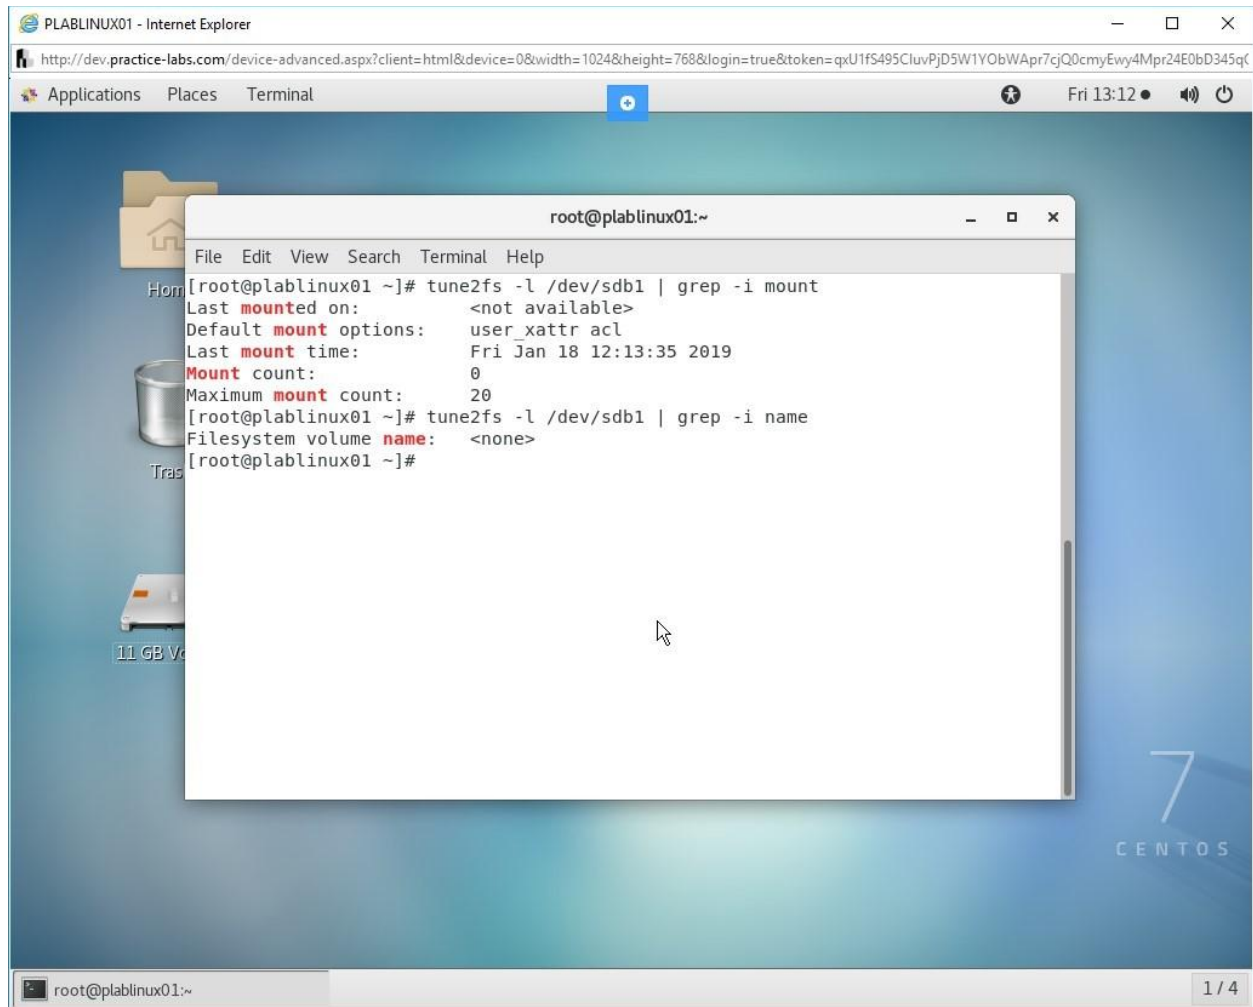 PLABLINUX01 - Internet Explorer
http://dev.practice-labs.com/device-advanced.aspx?client=html&device=0&width=1024&height=768&login=true&token=
Applications Places Terminal Fri 13:12
root@plablinux01:~
File Edit View Search Terminal Help
[root@plablinux01 ~]# tune2fs -l /dev/sdb1 | grep -i mount
Last mounted on: <not available>
Default mount options: user_xattr acl
Last mount time: Fri Jan 18 12:13:35 2019
Mount count: 0
Maximum mount count: 20
[root@plablinux01 ~]# tune2fs -l /dev/sdb1 | grep -i name
Filesystem volume name: <none>
[root@plablinux01 ~]#
Hom
Tras
11 GB Vo
7
CENTOS
root@plablinux01:~ 1 / 4